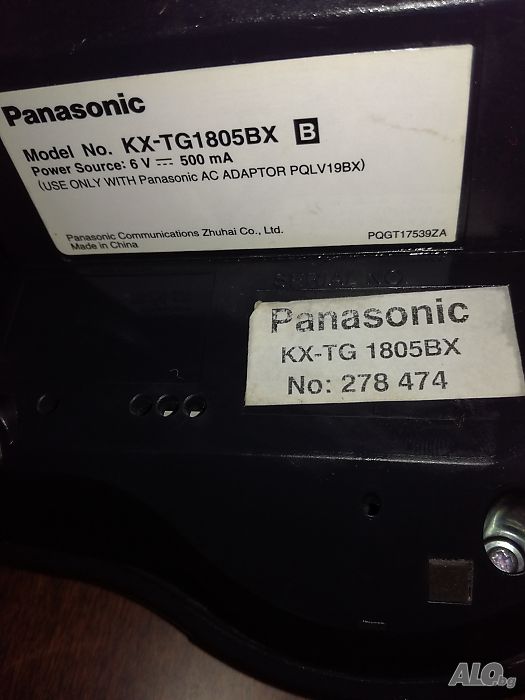 Panasonic
Model No. KX-TG1805BX B
Power Source: 6 V ⎓ 500 mA
(USE ONLY WITH Panasonic AC ADAPTOR PQLV19BX)
Panasonic Communications Zhuhai Co., Ltd.
Made in China
PQGT17539ZA
SERIAL NO.
Panasonic
KX-TG 1805BX
No: 278 474
ALO.bg